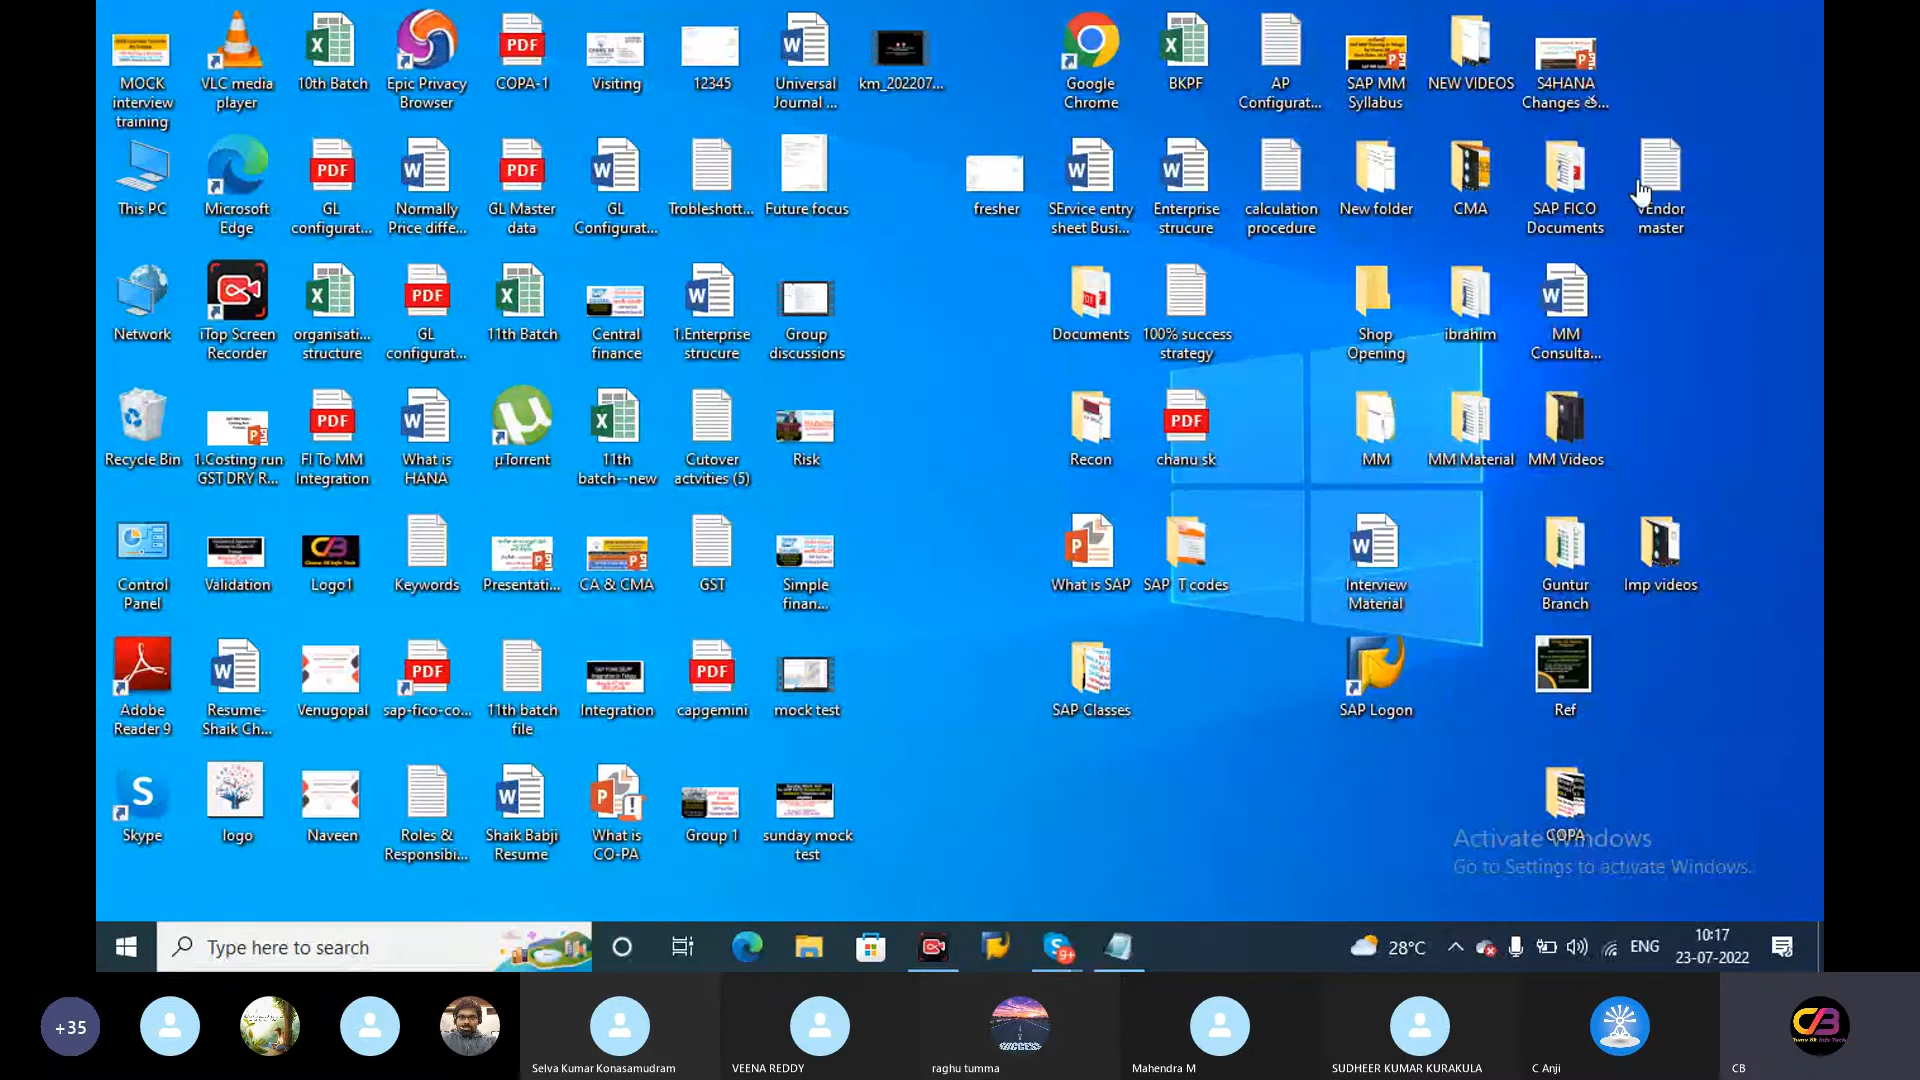 MOCK
interview
training
VLC media
player
10th Batch
Epic Privacy
Browser
COPA-1
Visiting
12345
Universal
Journal ...
km_202207...
Google
Chrome
BKPF
AP
Configurat...
SAP MM
Syllabus
NEW VIDEOS
S4HANA
Changes త...
This PC
Microsoft
Edge
GL
configurat...
Normally
Price diffe...
GL Master
data
GL
Configurat...
Trobleshott...
Future focus
fresher
SErvice entry
sheet Busi...
Enterprise
strucure
calculation
procedure
New folder
CMA
SAP FICO
Documents
vEndor
master
Network
iTop Screen
Recorder
organisati...
structure
GL
configurat...
11th Batch
Central
finance
1.Enterprise
strucure
Group
discussions
Documents
100% success
strategy
Shop
Opening
ibrahim
MM
Consulta...
Recycle Bin
1.Costing run
GST DRY R...
FI To MM
Integration
What is
HANA
µTorrent
11th
batch--new
Cutover
actvities (5)
Risk
Recon
chanu sk
MM
MM Material
MM Videos
Control
Panel
Validation
Logo1
Keywords
Presentati...
CA & CMA
GST
Simple
finan...
What is SAP
SAP T codes
Interview
Material
Guntur
Branch
Imp videos
Adobe
Reader 9
Resume-
Shaik Ch...
Venugopal
sap-fico-co...
11th batch
file
Integration
capgemini
mock test
SAP Classes
SAP Logon
Ref
Skype
logo
Naveen
Roles &
Responsibi...
Shaik Babji
Resume
What is
CO-PA
Group 1
sunday mock
test
COPA
Activate Windows
Go to Settings to activate Windows.
Type here to search
28°C
ENG
10:17
23-07-2022
+35
Selva Kumar Konasamudram
VEENA REDDY
raghu tumma
Mahendra M
SUDHEER KUMAR KURAKULA
C Anji
CB